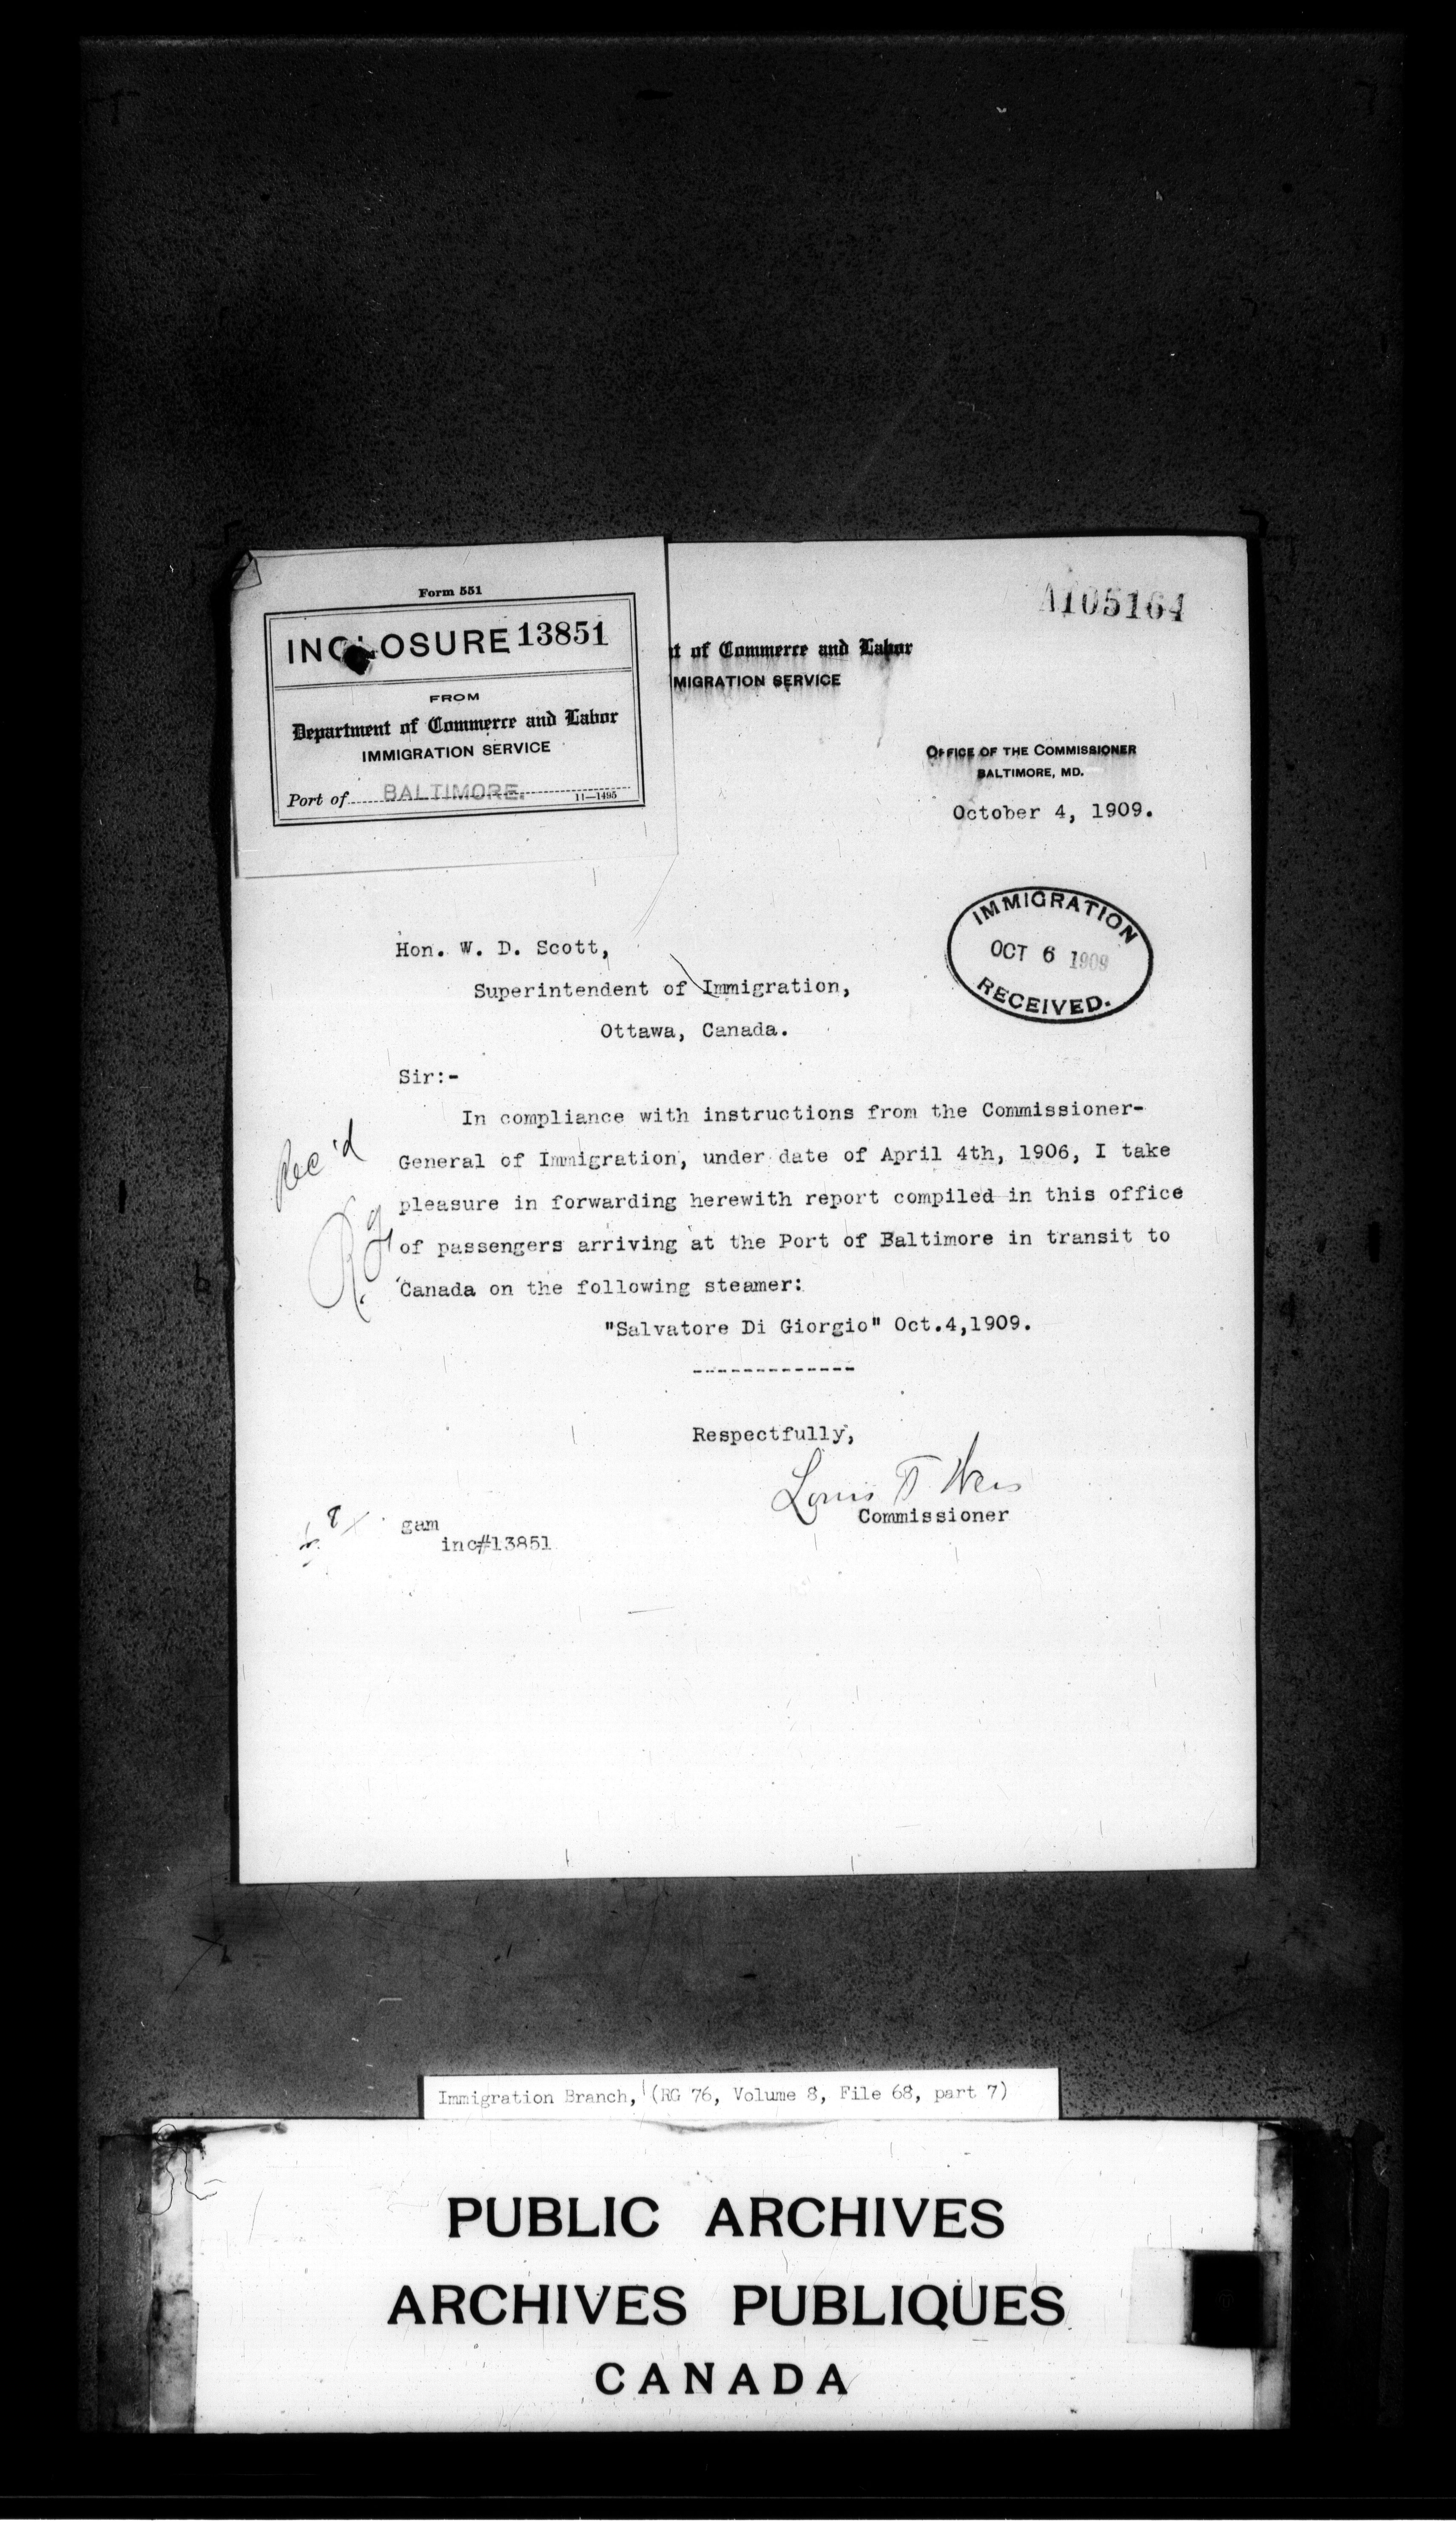 Form 551
INCLOSURE 13851
FROM
Department of Commerce and Labor
IMMIGRATION SERVICE
Port of BALTIMORE.
11—1495
A105164
t of Commerce and Labor
MIGRATION SERVICE
OFFICE OF THE COMMISSIONER
BALTIMORE, MD.
October 4, 1909.
IMMIGRATION
OCT 6 1909
RECEIVED.
Hon. W. D. Scott,
Superintendent of Immigration,
Ottawa, Canada.
Sir:-
In compliance with instructions from the Commissioner-
General of Immigration, under date of April 4th, 1906, I take
pleasure in forwarding herewith report compiled in this office
of passengers arriving at the Port of Baltimore in transit to
Canada on the following steamer:
Rec'd
"Salvatore Di Giorgio" Oct.4,1909.
-------------
Respectfully,
Louis T. Weis
Commissioner
gam
inc#13851
Immigration Branch, (RG 76, Volume 8, File 68, part 7)
PUBLIC ARCHIVES
ARCHIVES PUBLIQUES
CANADA